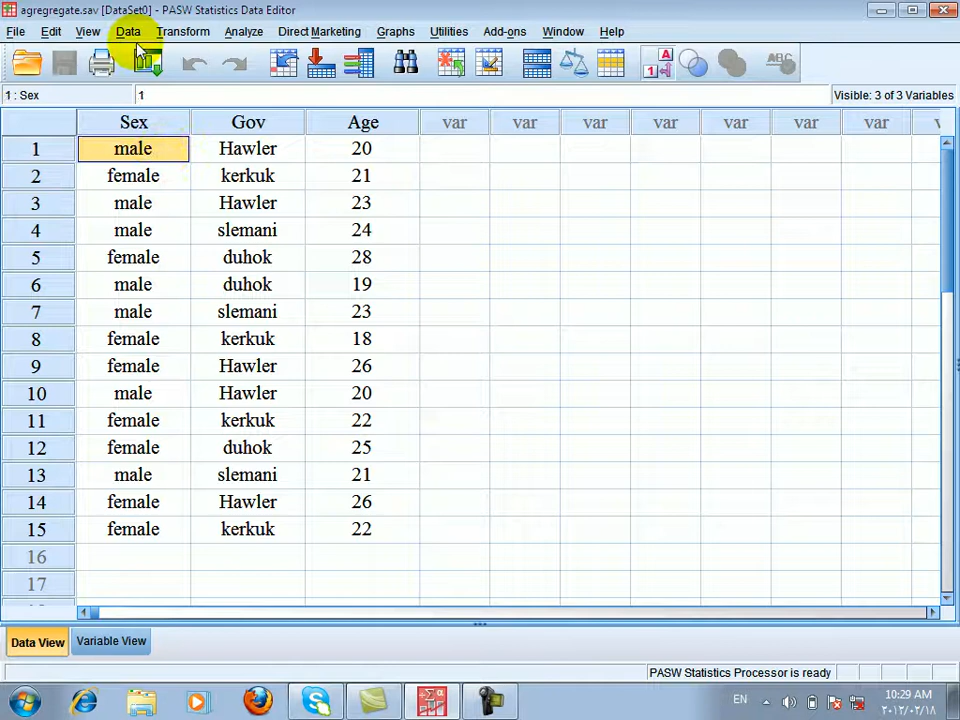 agregregate.sav [DataSet0] - PASW Statistics Data Editor
File Edit View Data Transform Analyze Direct Marketing Graphs Utilities Add-ons Window Help
1 : Sex 1 Visible: 3 of 3 Variables
Sex Gov Age var var var var var var var
1 male Hawler 20
2 female kerkuk 21
3 male Hawler 23
4 male slemani 24
5 female duhok 28
6 male duhok 19
7 male slemani 23
8 female kerkuk 18
9 female Hawler 26
10 male Hawler 20
11 female kerkuk 22
12 female duhok 25
13 male slemani 21
14 female Hawler 26
15 female kerkuk 22
16
17
Data View Variable View
PASW Statistics Processor is ready
EN 10:29 AM
٢٠١٢/٠٢/١٨